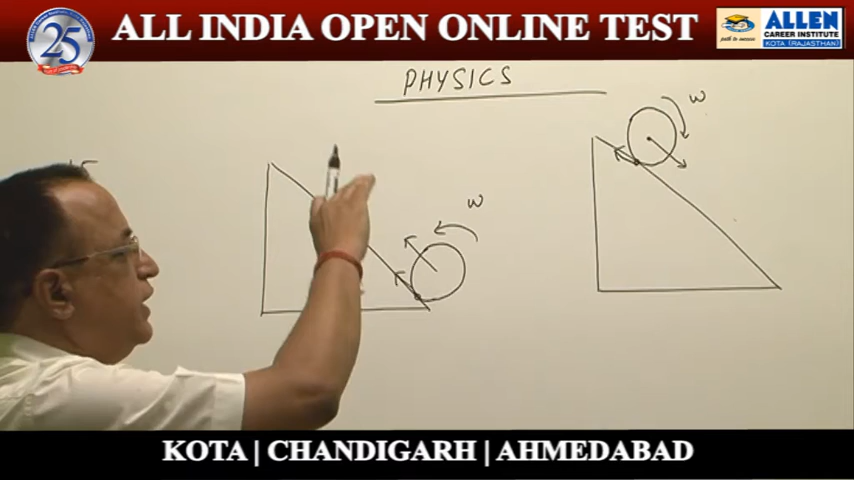 ALL INDIA OPEN ONLINE TEST
25
ALLEN
CAREER INSTITUTE
KOTA (RAJASTHAN)
path to success
PHYSICS
ω
ω
KOTA | CHANDIGARH | AHMEDABAD